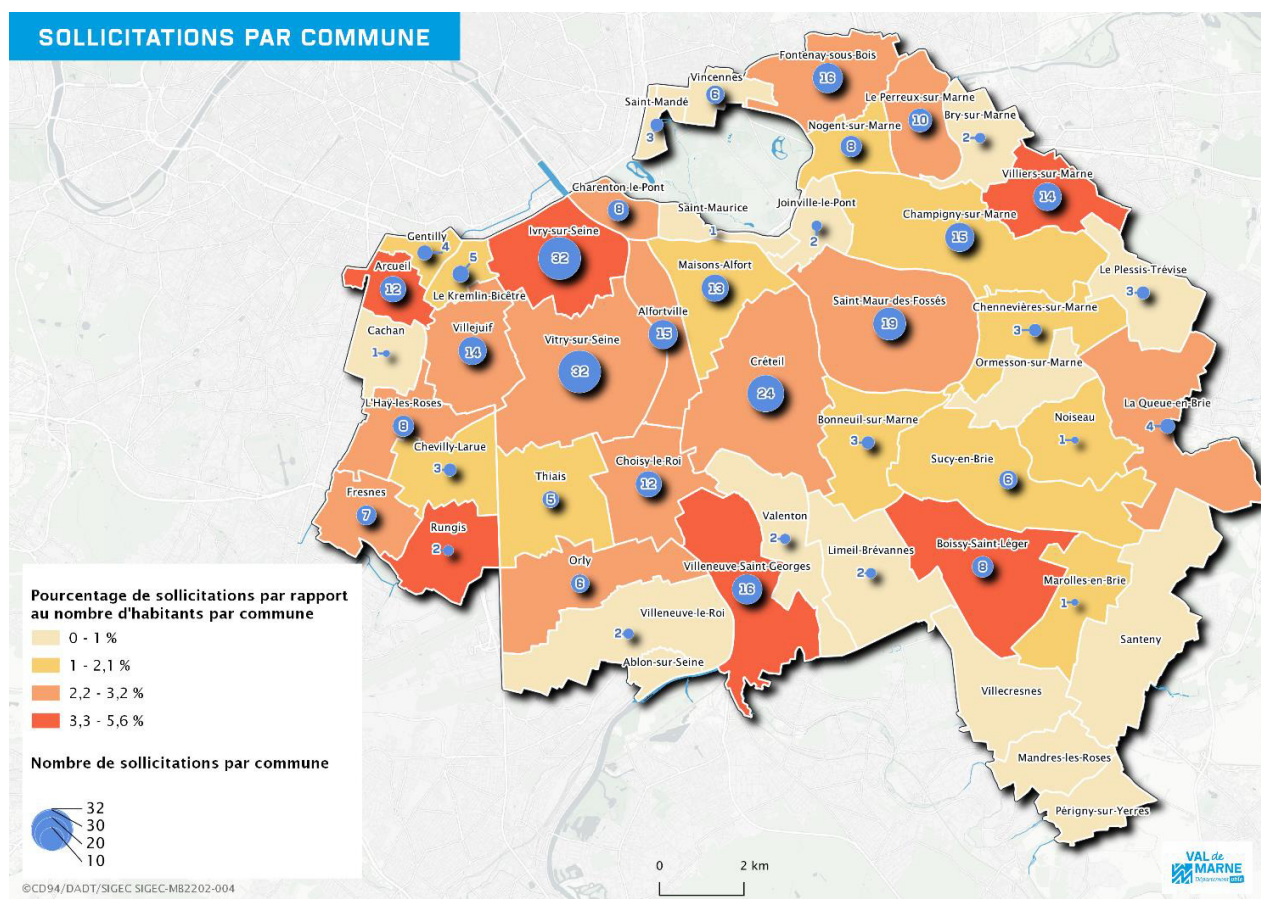 SOLLICITATIONS PAR COMMUNE
Fontenay-sous-Bois
16
Vincennes
6
Saint-Mandé
3
Le Perreux-sur-Marne
10
Bry-sur-Marne
2
Nogent-sur-Marne
8
Villiers-sur-Marne
14
Charenton-le-Pont
8
Saint-Maurice
1
Joinville-le-Pont
2
Champigny-sur-Marne
15
Ivry-sur-Seine
32
Gentilly
4
5
Le Kremlin-Bicêtre
Arcueil
12
Maisons-Alfort
13
Le Plessis-Trévise
3
Cachan
1
Villejuif
14
Vitry-sur-Seine
32
Alfortville
15
Saint-Maur-des-Fossés
19
Chennevières-sur-Marne
3
Ormesson-sur-Marne
Créteil
24
L'Haÿ-les-Roses
8
Bonneuil-sur-Marne
3
Noiseau
1
La Queue-en-Brie
4
Chevilly-Larue
3
Thiais
5
Choisy-le-Roi
12
Sucy-en-Brie
6
Fresnes
7
Rungis
2
Valenton
2
Limeil-Brévannes
2
Boissy-Saint-Léger
8
Orly
6
Villeneuve-Saint-Georges
16
Marolles-en-Brie
1
Villeneuve-le-Roi
2
Ablon-sur-Seine
Santeny
Villecresnes
Mandres-les-Roses
Périgny-sur-Yerres
Pourcentage de sollicitations par rapport
au nombre d'habitants par commune
0 - 1 %
1 - 2,1 %
2,2 - 3,2 %
3,3 - 5,6 %
Nombre de sollicitations par commune
32
30
20
10
0 2 km
©CD94/DADT/SIGEC SIGEC-MB2202-004
VAL de
MARNE
Département able